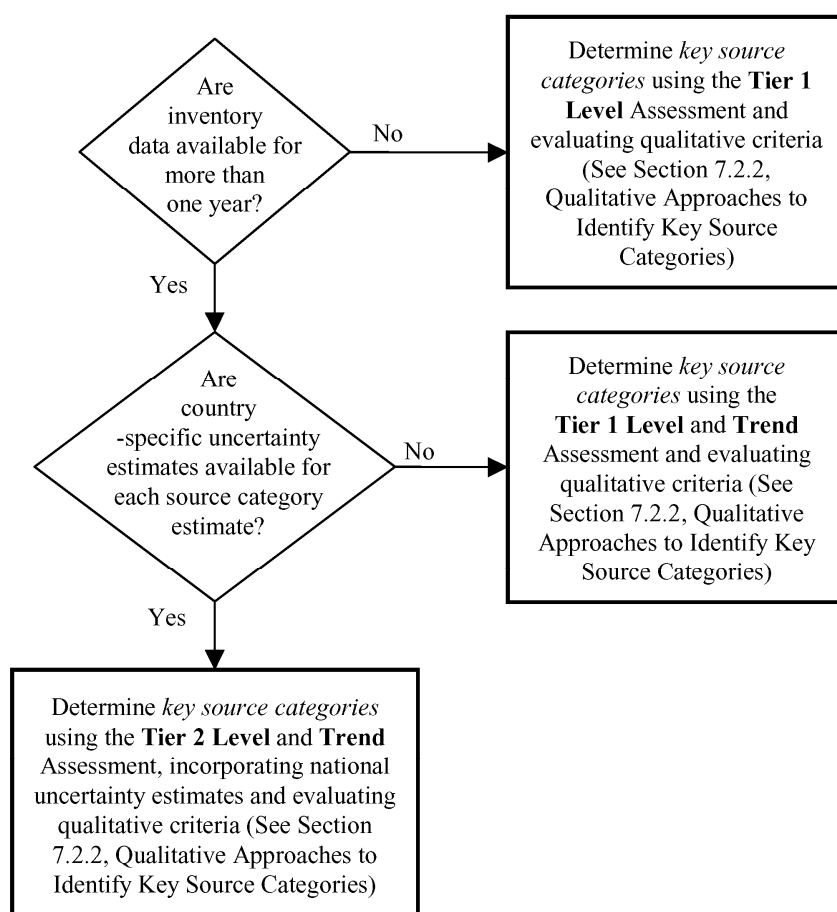 Are
inventory
data available for
more than
one year?
No
Determine key source
categories using the Tier 1
Level Assessment and
evaluating qualitative criteria
(See Section 7.2.2,
Qualitative Approaches to
Identify Key Source
Categories)
Yes
Are
country
-specific uncertainty
estimates available for
each source category
estimate?
No
Determine key source
categories using the
Tier 1 Level and Trend
Assessment and evaluating
qualitative criteria (See
Section 7.2.2, Qualitative
Approaches to Identify Key
Source Categories)
Yes
Determine key source categories
using the Tier 2 Level and Trend
Assessment, incorporating national
uncertainty estimates and evaluating
qualitative criteria (See Section
7.2.2, Qualitative Approaches to
Identify Key Source Categories)